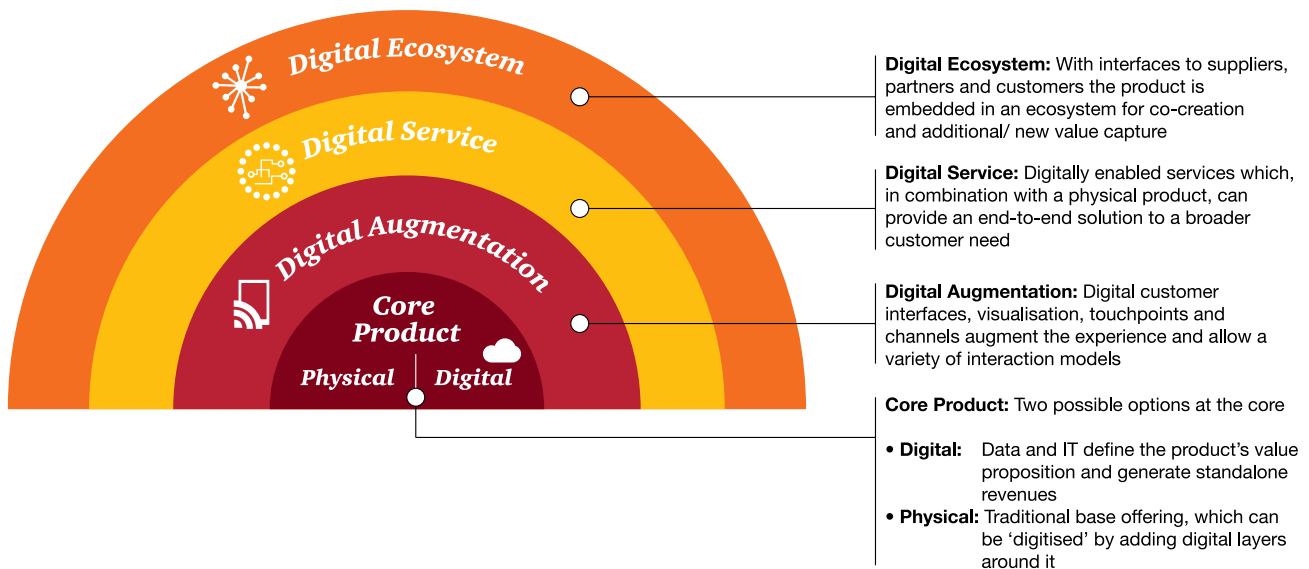 Digital Ecosystem
Digital Service
Digital Augmentation
Core
Product
Physical
Digital
Digital Ecosystem: With interfaces to suppliers,
partners and customers the product is
embedded in an ecosystem for co-creation
and additional/ new value capture
Digital Service: Digitally enabled services which,
in combination with a physical product, can
provide an end-to-end solution to a broader
customer need
Digital Augmentation: Digital customer
interfaces, visualisation, touchpoints and
channels augment the experience and allow a
variety of interaction models
Core Product: Two possible options at the core
• Digital: Data and IT define the product's value
proposition and generate standalone
revenues
• Physical: Traditional base offering, which can
be ‘digitised’ by adding digital layers
around it